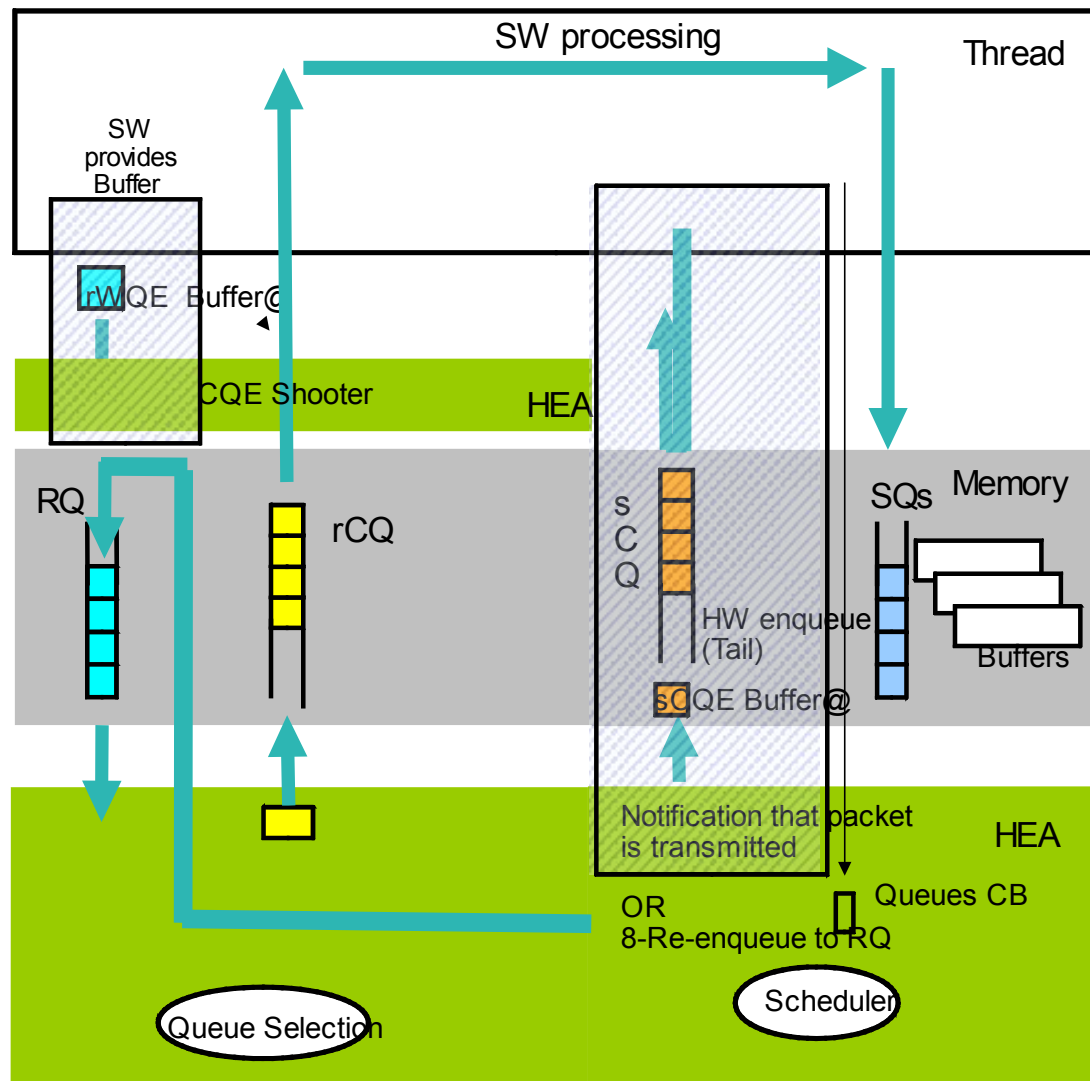 SW processing
Thread
SW
provides
Buffer
rWQE Buffer@
CQE Shooter
HEA
RQ
rCQ
s
C
Q
SQs
Memory
HW enqueue
(Tail)
Buffers
sCQE Buffer@
Notification that packet
is transmitted
HEA
Queues CB
OR
8-Re-enqueue to RQ
Scheduler
Queue Selection